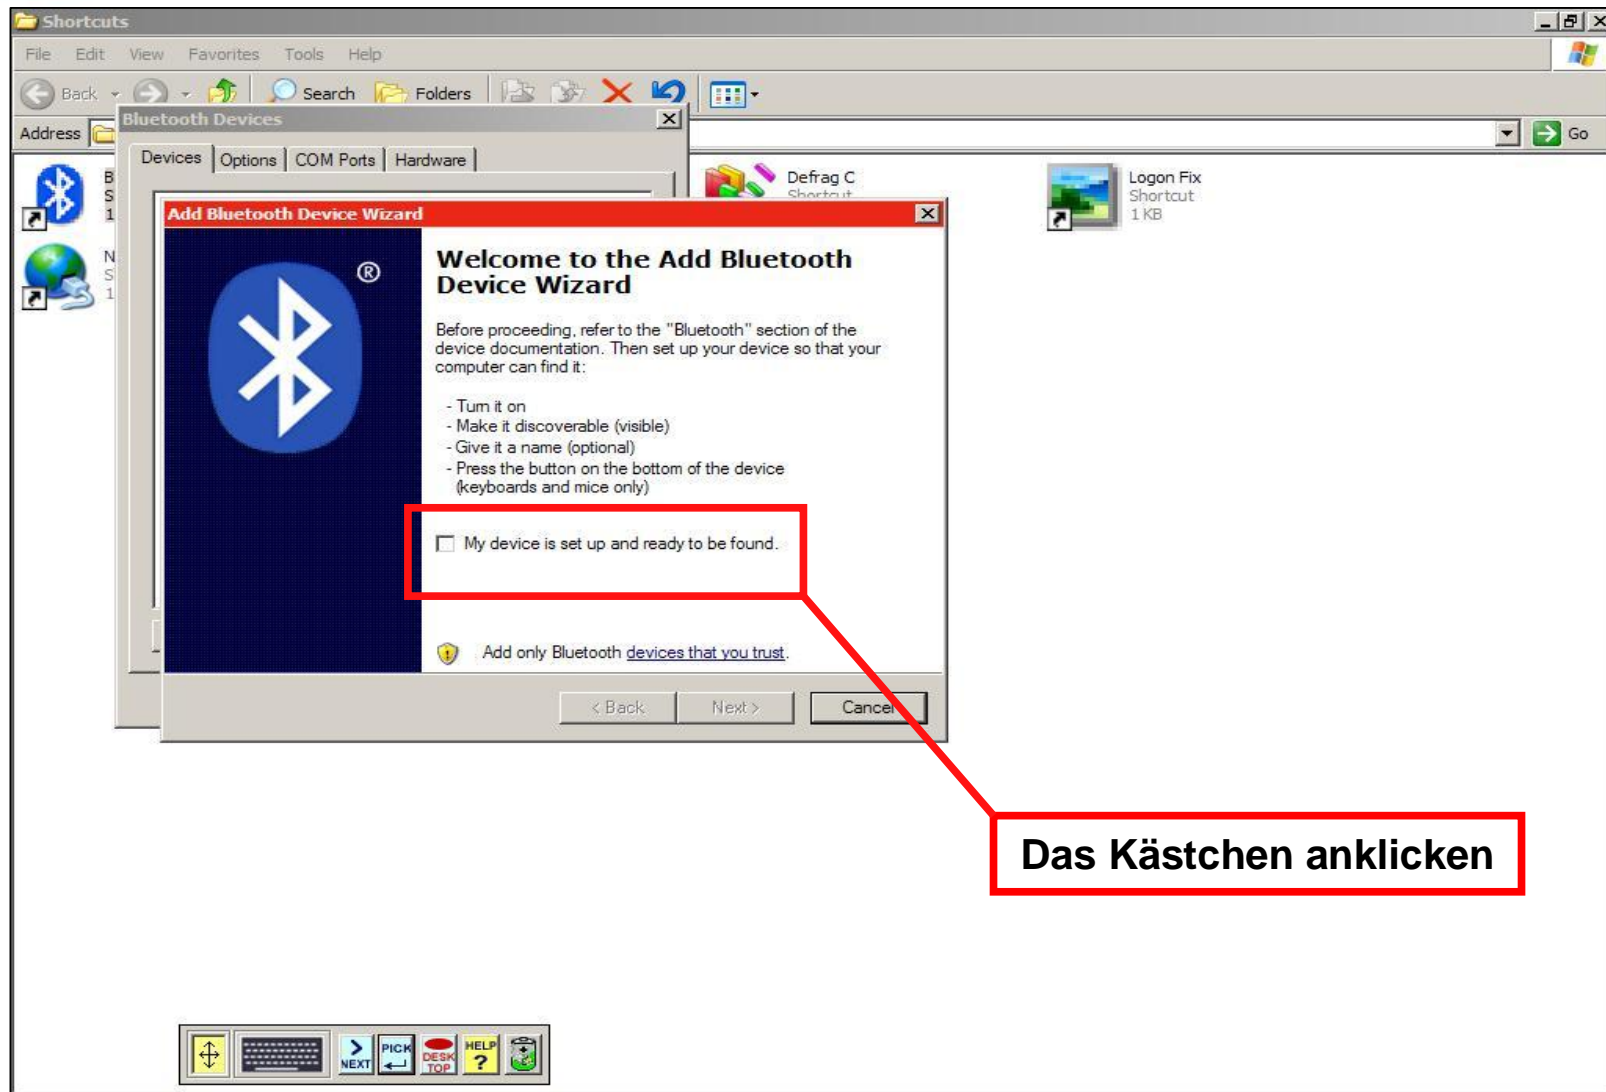 Shortcuts
File Edit View Favorites Tools Help
Back Search Folders
Address Go
Bluetooth Devices
Devices Options COM Ports Hardware
Defrag C
Shortcut
Logon Fix
Shortcut
1 KB
Add Bluetooth Device Wizard
®
Welcome to the Add Bluetooth
Device Wizard
Before proceeding, refer to the "Bluetooth" section of the
device documentation. Then set up your device so that your
computer can find it:
- Turn it on
- Make it discoverable (visible)
- Give it a name (optional)
- Press the button on the bottom of the device
(keyboards and mice only)
My device is set up and ready to be found.
Add only Bluetooth devices that you trust.
< Back Next > Cancel
Das Kästchen anklicken
> NEXT PICK DESK TOP HELP ?